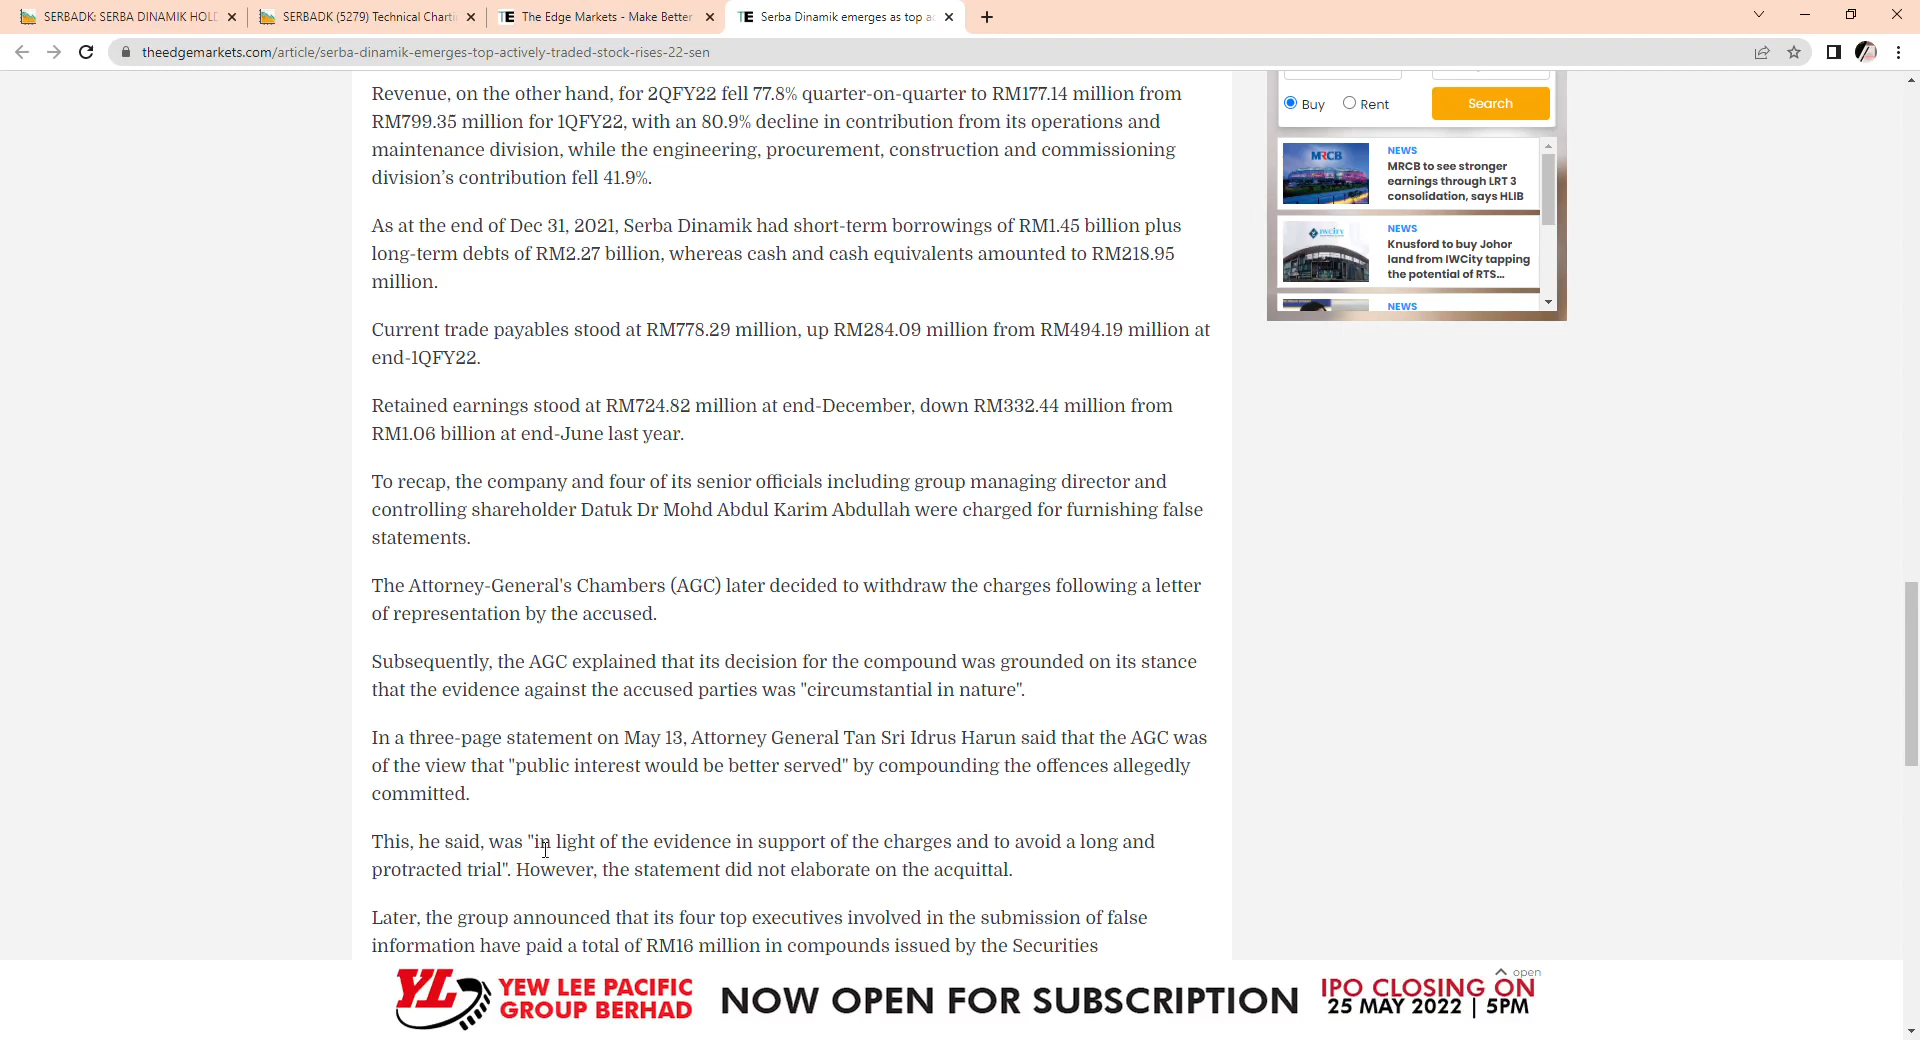 SERBADK: SERBA DINAMIK HOL
SERBADK (5279) Technical Charti
The Edge Markets - Make Better
Serba Dinamik emerges as top a
theedgemarkets.com/article/serba-dinamik-emerges-top-actively-traded-stock-rises-22-sen
Revenue, on the other hand, for 2QFY22 fell 77.8% quarter-on-quarter to RM177.14 million from
RM799.35 million for 1QFY22, with an 80.9% decline in contribution from its operations and
maintenance division, while the engineering, procurement, construction and commissioning
division’s contribution fell 41.9%.
As at the end of Dec 31, 2021, Serba Dinamik had short-term borrowings of RM1.45 billion plus
long-term debts of RM2.27 billion, whereas cash and cash equivalents amounted to RM218.95
million.
Current trade payables stood at RM778.29 million, up RM284.09 million from RM494.19 million at
end-1QFY22.
Retained earnings stood at RM724.82 million at end-December, down RM332.44 million from
RM1.06 billion at end-June last year.
To recap, the company and four of its senior officials including group managing director and
controlling shareholder Datuk Dr Mohd Abdul Karim Abdullah were charged for furnishing false
statements.
The Attorney-General's Chambers (AGC) later decided to withdraw the charges following a letter
of representation by the accused.
Subsequently, the AGC explained that its decision for the compound was grounded on its stance
that the evidence against the accused parties was "circumstantial in nature".
In a three-page statement on May 13, Attorney General Tan Sri Idrus Harun said that the AGC was
of the view that "public interest would be better served" by compounding the offences allegedly
committed.
This, he said, was "in light of the evidence in support of the charges and to avoid a long and
protracted trial". However, the statement did not elaborate on the acquittal.
Later, the group announced that its four top executives involved in the submission of false
information have paid a total of RM16 million in compounds issued by the Securities
Buy Rent Search
MRCB
NEWS
MRCB to see stronger
earnings through LRT 3
consolidation, says HLIB
iwcity
NEWS
Knusford to buy Johor
land from IWCity tapping
the potential of RTS...
NEWS
open
YL YEW LEE PACIFIC
GROUP BERHAD
NOW OPEN FOR SUBSCRIPTION
IPO CLOSING ON
25 MAY 2022 | 5PM